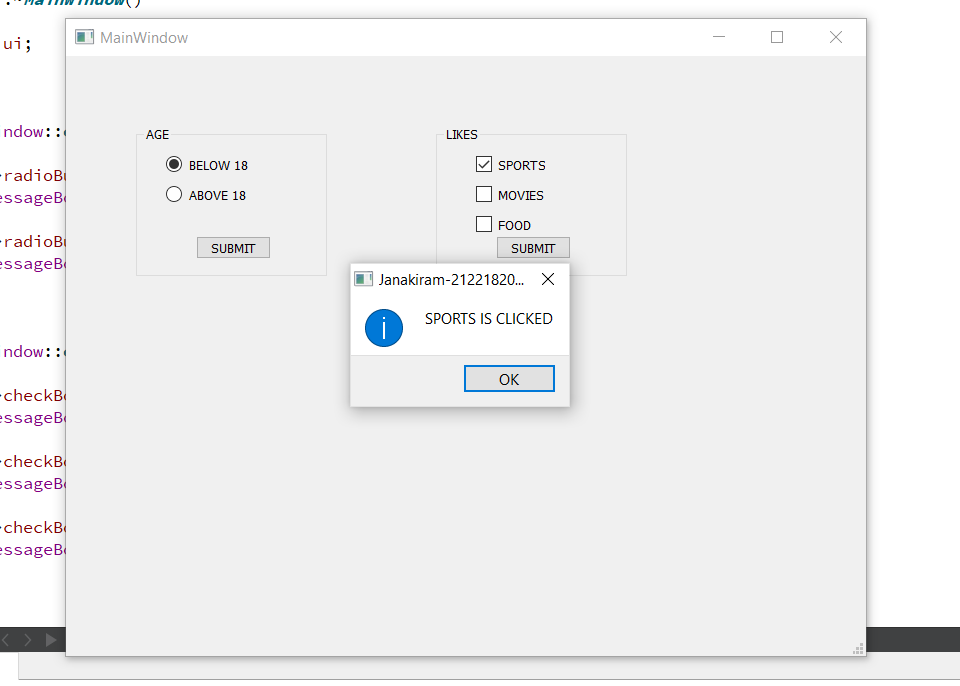 ::~MainWindow()
MainWindow
ui;
ndow::
radioBu
essageBo
radioBu
essageBo
ndow::
checkBo
essageBo
checkBo
essageBo
checkBo
essageBo
AGE
BELOW 18
ABOVE 18
SUBMIT
LIKES
SPORTS
MOVIES
FOOD
SUBMIT
Janakiram-21221820...
SPORTS IS CLICKED
OK